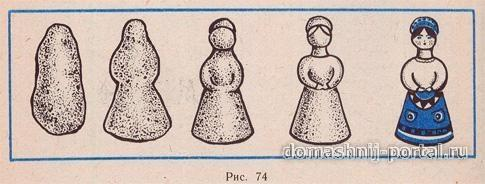 domashnij-portal.ru
Рис. 74